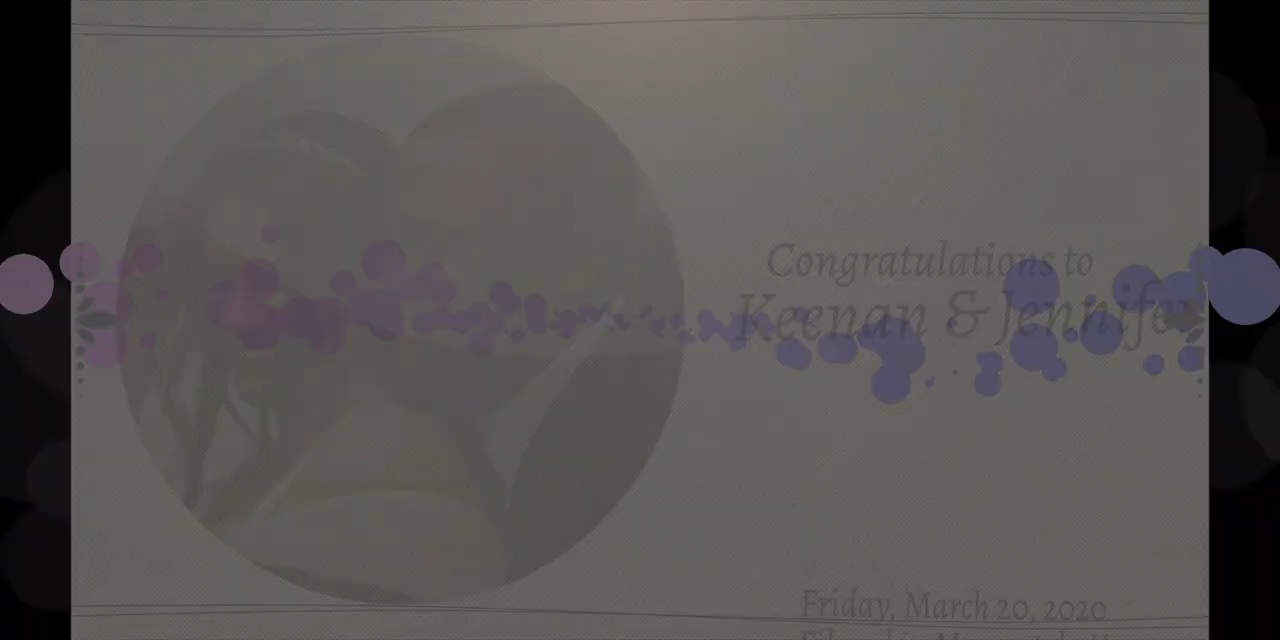 Congratulations to
Keenan & Jennifer
Friday, March 20, 2020